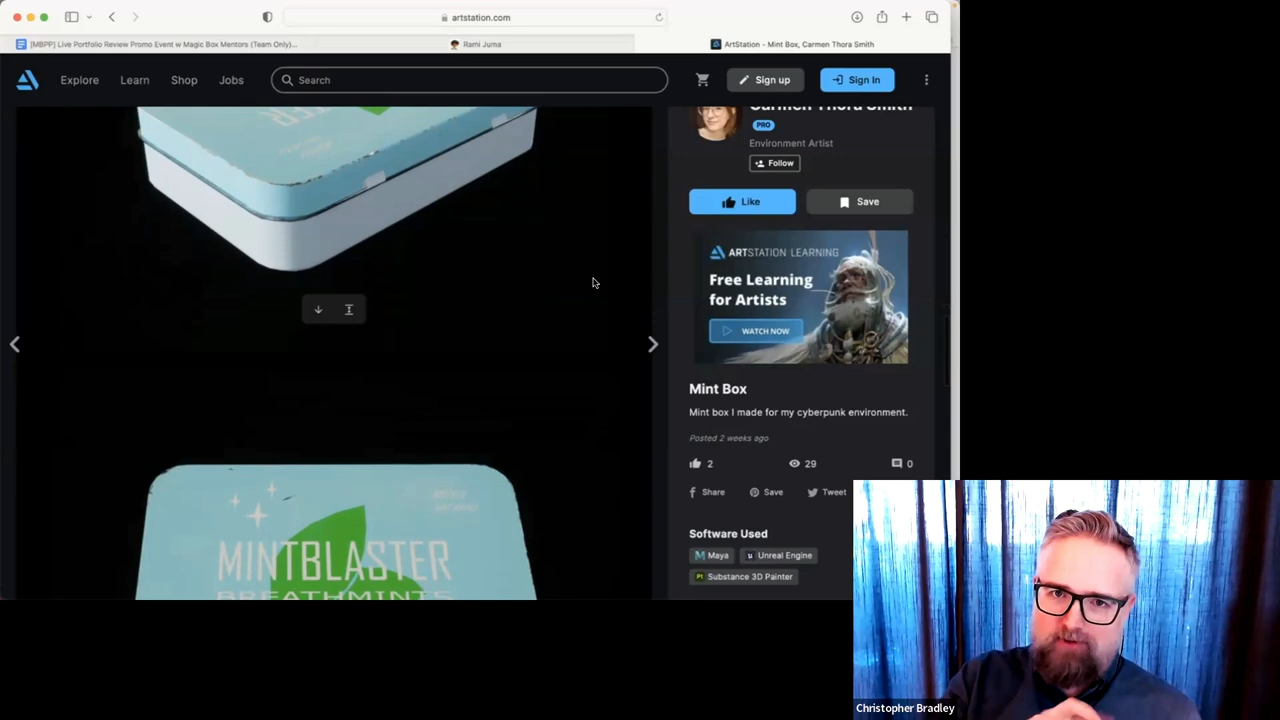 artstation.com
[MBPP] Live Portfolio Review Promo Event w Magic Box Mentors (Team Only)...
Rami Juma
ArtStation - Mint Box, Carmen Thora Smith
Explore
Learn
Shop
Jobs
Search
Sign up
Sign In
Carmen Thora Smith
PRO
Environment Artist
Follow
Like
Save
ARTSTATION LEARNING
Free Learning
for Artists
WATCH NOW
Mint Box
Mint box I made for my cyberpunk environment.
Posted 2 weeks ago
2
29
0
Share
Save
Tweet
Software Used
Maya
Unreal Engine
Pt
Substance 3D Painter
MINTBLASTER
BREATHMINTS
Christopher Bradley